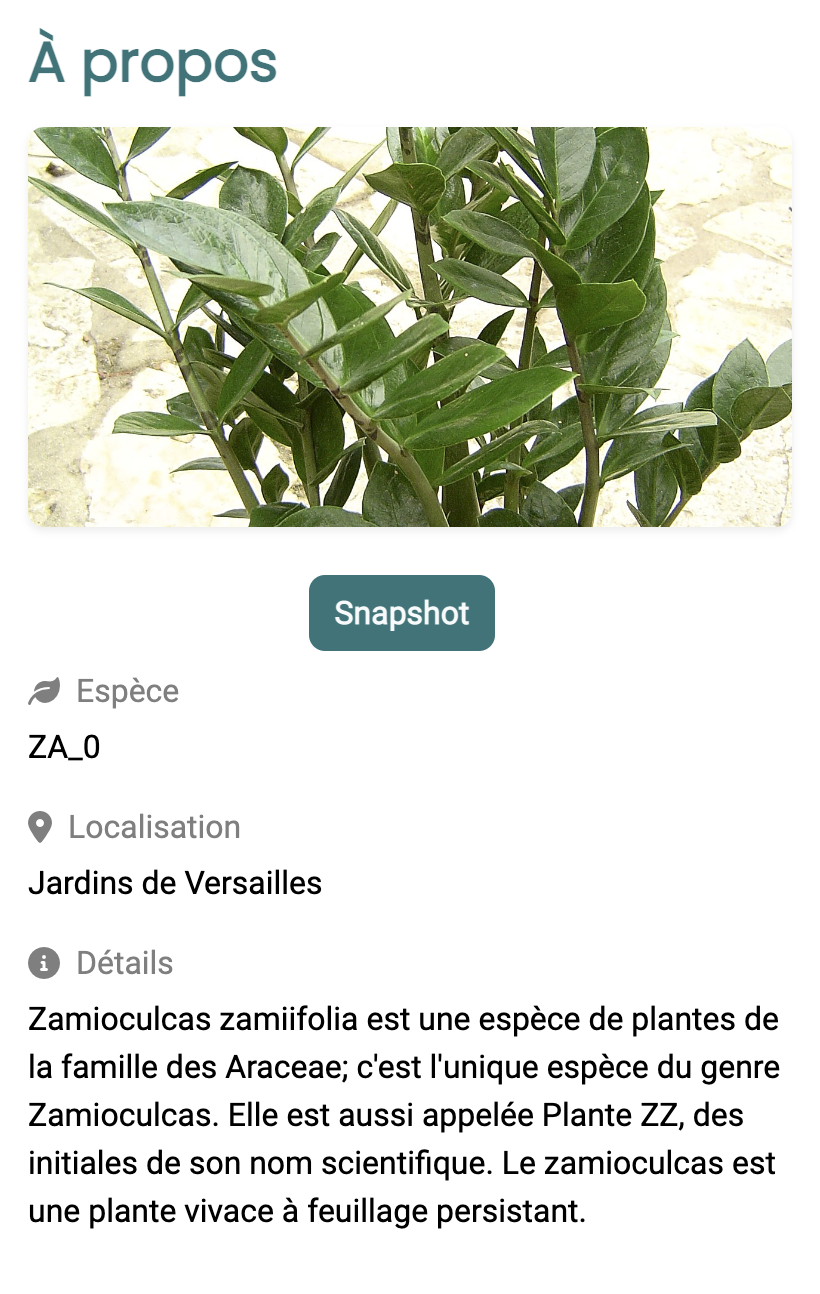 À propos
Snapshot
Espèce
ZA_0
Localisation
Jardins de Versailles
Détails
Zamioculcas zamiifolia est une espèce de plantes de
la famille des Araceae; c'est l'unique espèce du genre
Zamioculcas. Elle est aussi appelée Plante ZZ, des
initiales de son nom scientifique. Le zamioculcas est
une plante vivace à feuillage persistant.